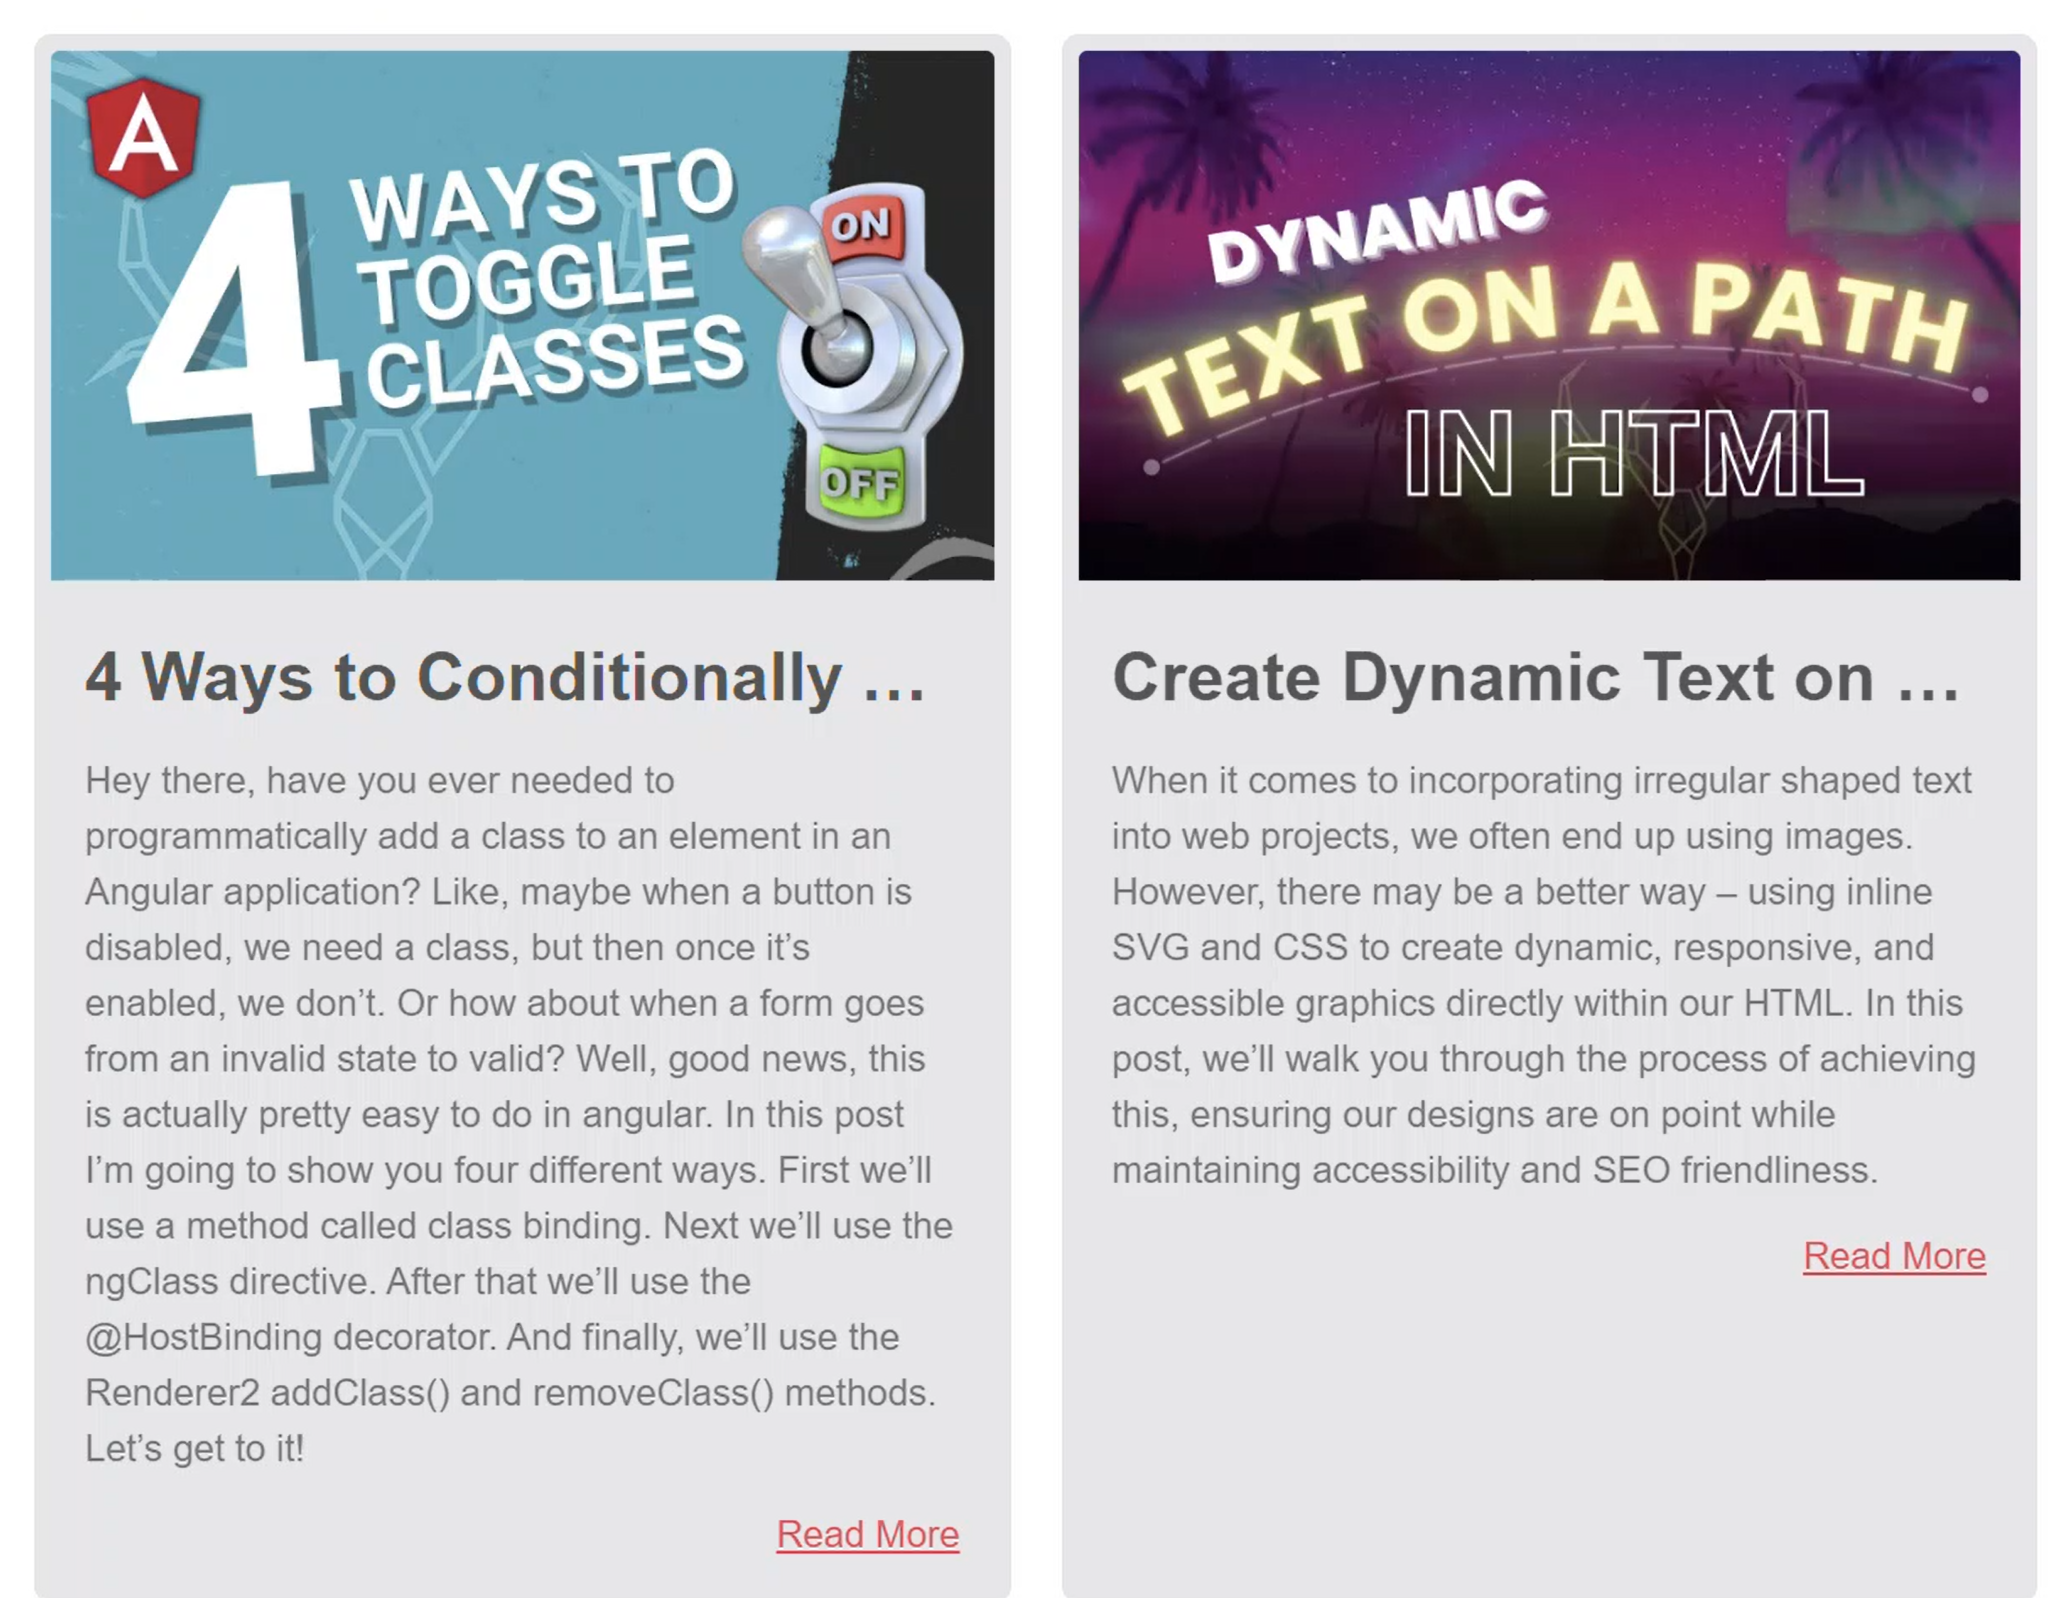 A
4
WAYS TO
TOGGLE
CLASSES
ON
OFF
4 Ways to Conditionally …
Hey there, have you ever needed to
programmatically add a class to an element in an
Angular application? Like, maybe when a button is
disabled, we need a class, but then once it’s
enabled, we don’t. Or how about when a form goes
from an invalid state to valid? Well, good news, this
is actually pretty easy to do in angular. In this post
I’m going to show you four different ways. First we’ll
use a method called class binding. Next we’ll use the
ngClass directive. After that we’ll use the
@HostBinding decorator. And finally, we’ll use the
Renderer2 addClass() and removeClass() methods.
Let’s get to it!
Read More
DYNAMIC
TEXT ON A PATH
IN HTML
Create Dynamic Text on …
When it comes to incorporating irregular shaped text
into web projects, we often end up using images.
However, there may be a better way – using inline
SVG and CSS to create dynamic, responsive, and
accessible graphics directly within our HTML. In this
post, we’ll walk you through the process of achieving
this, ensuring our designs are on point while
maintaining accessibility and SEO friendliness.
Read More